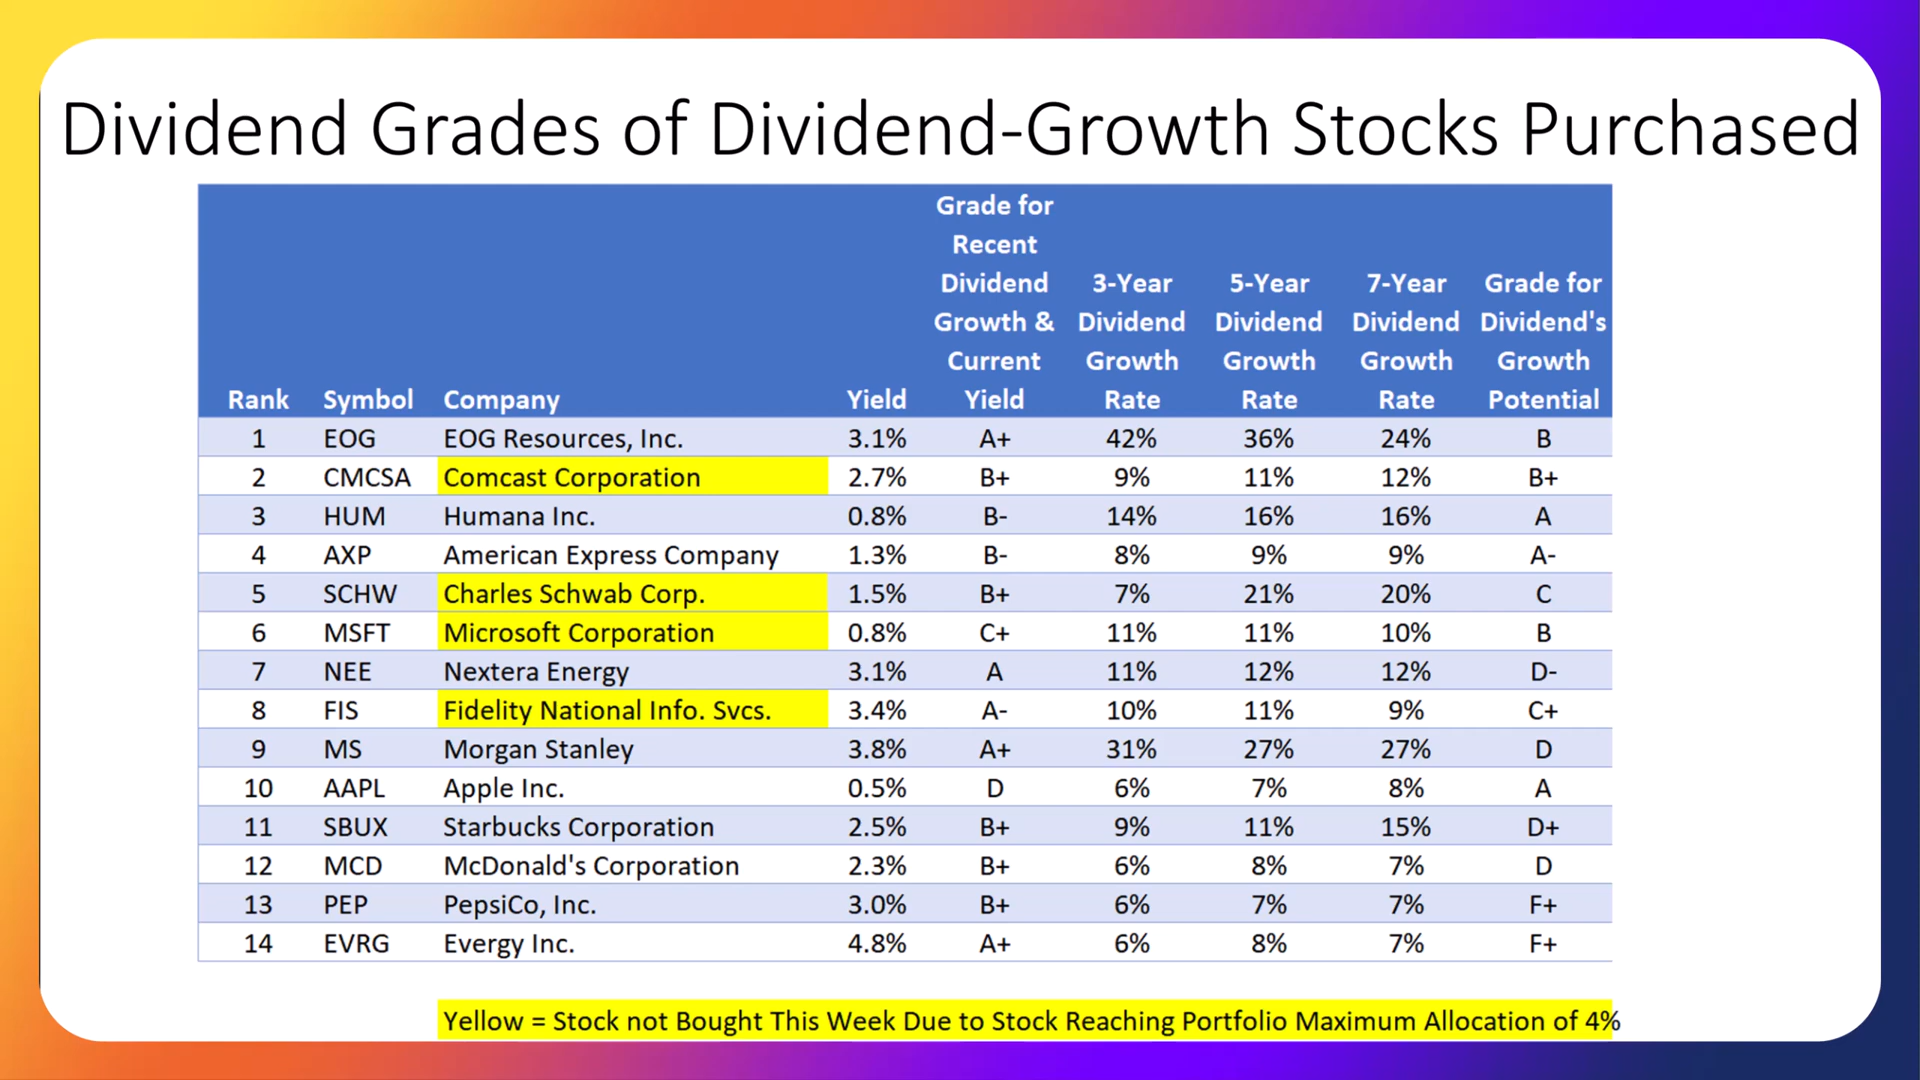 Dividend Grades of Dividend-Growth Stocks Purchased
Rank Symbol Company Yield Grade for Recent Dividend Growth & Current Yield 3-Year Dividend Growth Rate 5-Year Dividend Growth Rate 7-Year Dividend Growth Rate Grade for Dividend's Growth Potential
1 EOG EOG Resources, Inc. 3.1% A+ 42% 36% 24% B
2 CMCSA Comcast Corporation 2.7% B+ 9% 11% 12% B+
3 HUM Humana Inc. 0.8% B- 14% 16% 16% A
4 AXP American Express Company 1.3% B- 8% 9% 9% A-
5 SCHW Charles Schwab Corp. 1.5% B+ 7% 21% 20% C
6 MSFT Microsoft Corporation 0.8% C+ 11% 11% 10% B
7 NEE Nextera Energy 3.1% A 11% 12% 12% D-
8 FIS Fidelity National Info. Svcs. 3.4% A- 10% 11% 9% C+
9 MS Morgan Stanley 3.8% A+ 31% 27% 27% D
10 AAPL Apple Inc. 0.5% D 6% 7% 8% A
11 SBUX Starbucks Corporation 2.5% B+ 9% 11% 15% D+
12 MCD McDonald's Corporation 2.3% B+ 6% 8% 7% D
13 PEP PepsiCo, Inc. 3.0% B+ 6% 7% 7% F+
14 EVRG Evergy Inc. 4.8% A+ 6% 8% 7% F+
Yellow = Stock not Bought This Week Due to Stock Reaching Portfolio Maximum Allocation of 4%